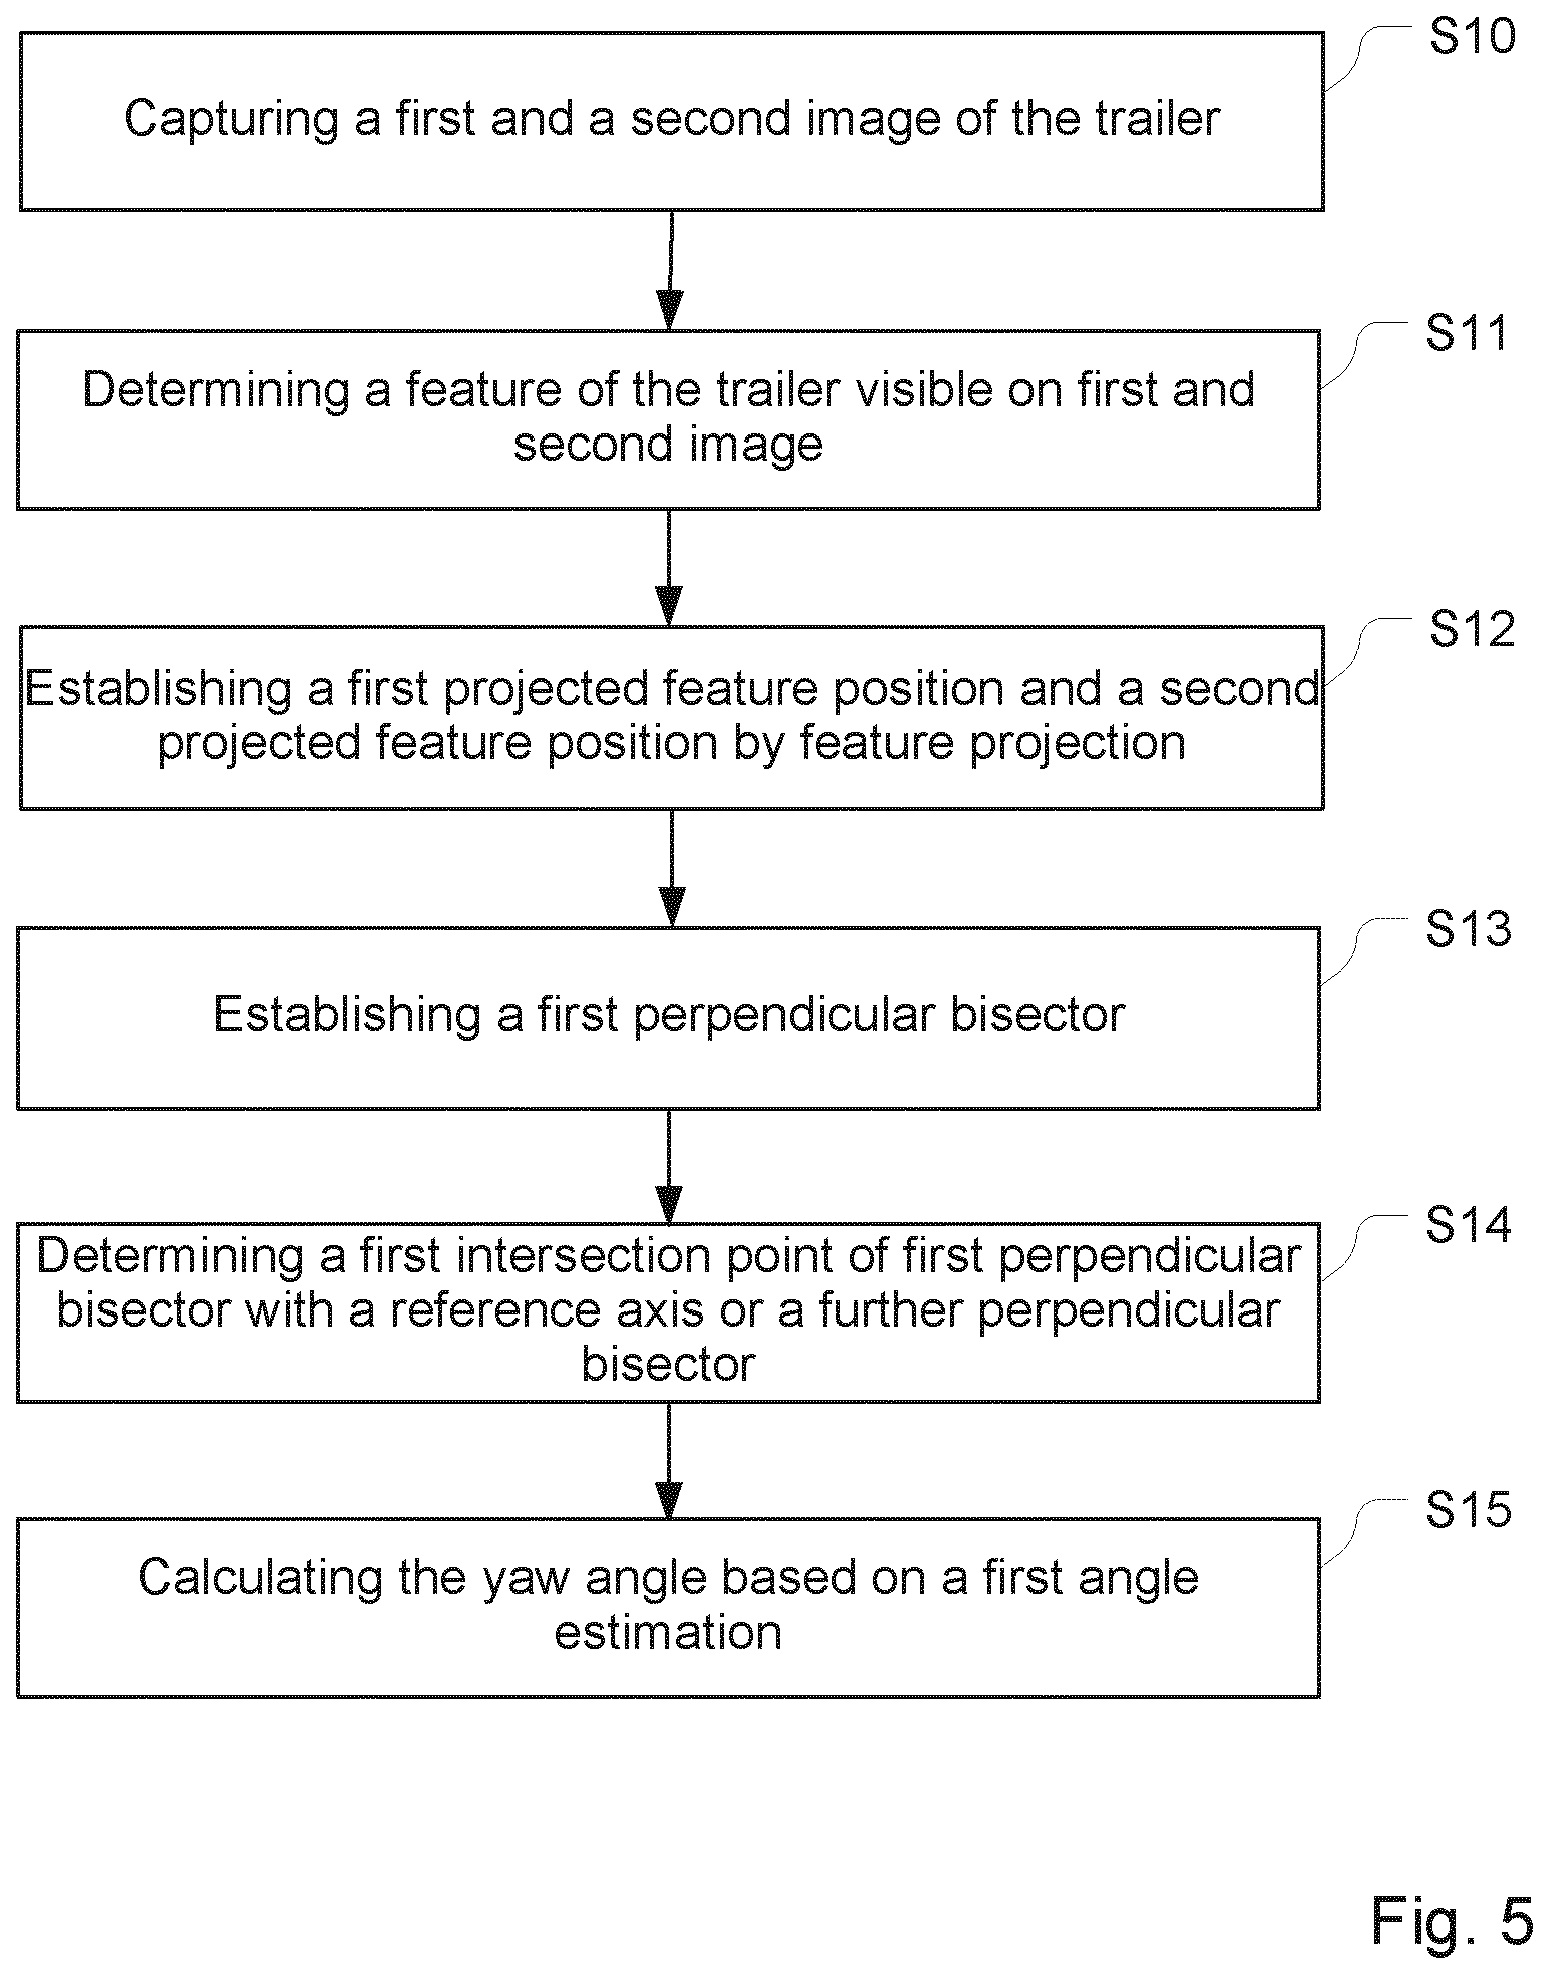 S10
Capturing a first and a second image of the trailer
S11
Determining a feature of the trailer visible on first and
second image
S12
Establishing a first projected feature position and a second
projected feature position by feature projection
S13
Establishing a first perpendicular bisector
S14
Determining a first intersection point of first perpendicular
bisector with a reference axis or a further perpendicular
bisector
S15
Calculating the yaw angle based on a first angle
estimation
Fig. 5